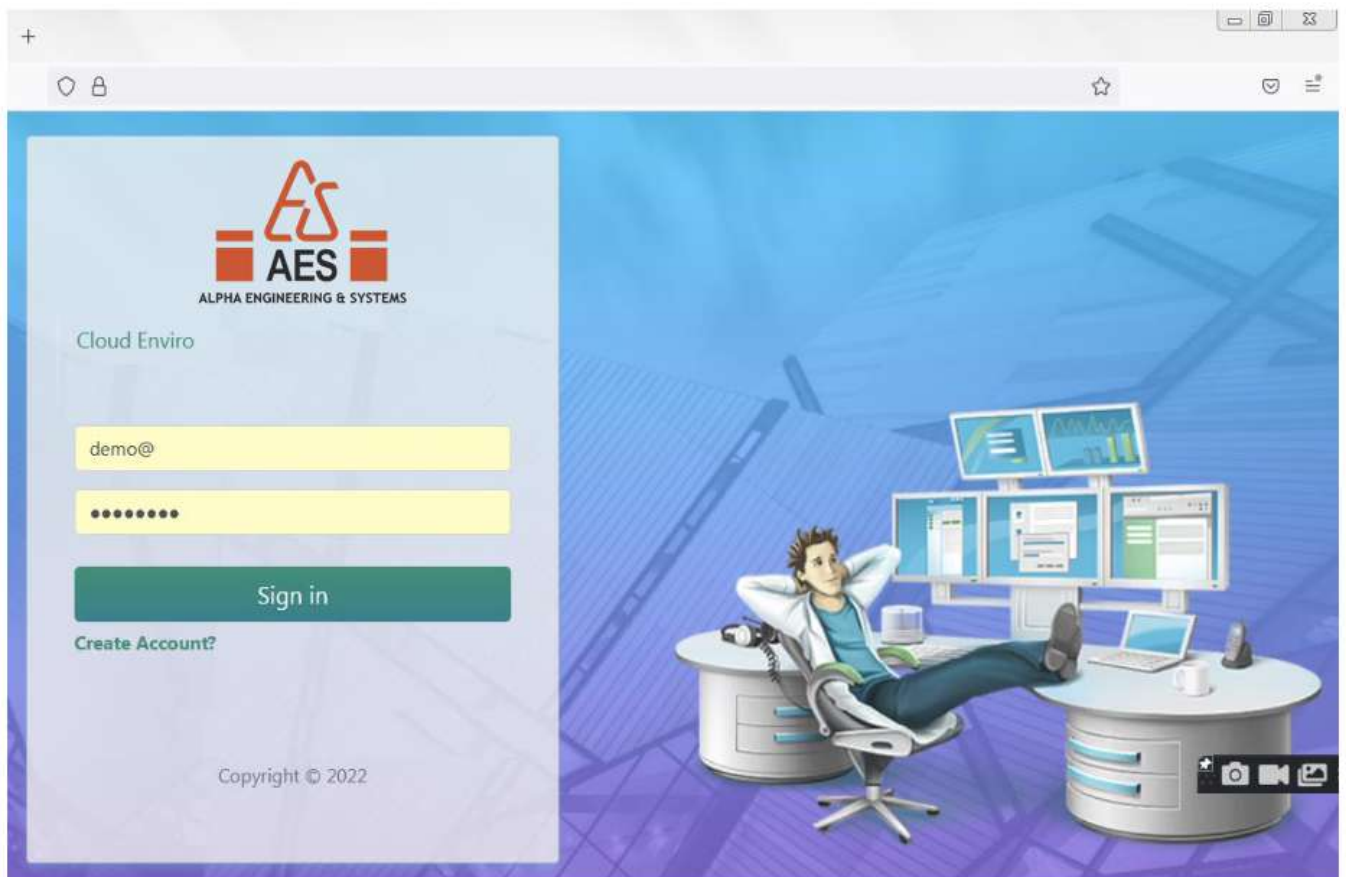 AES
ALPHA ENGINEERING & SYSTEMS
Cloud Enviro
demo@
••••••••
Sign in
Create Account?
Copyright © 2022